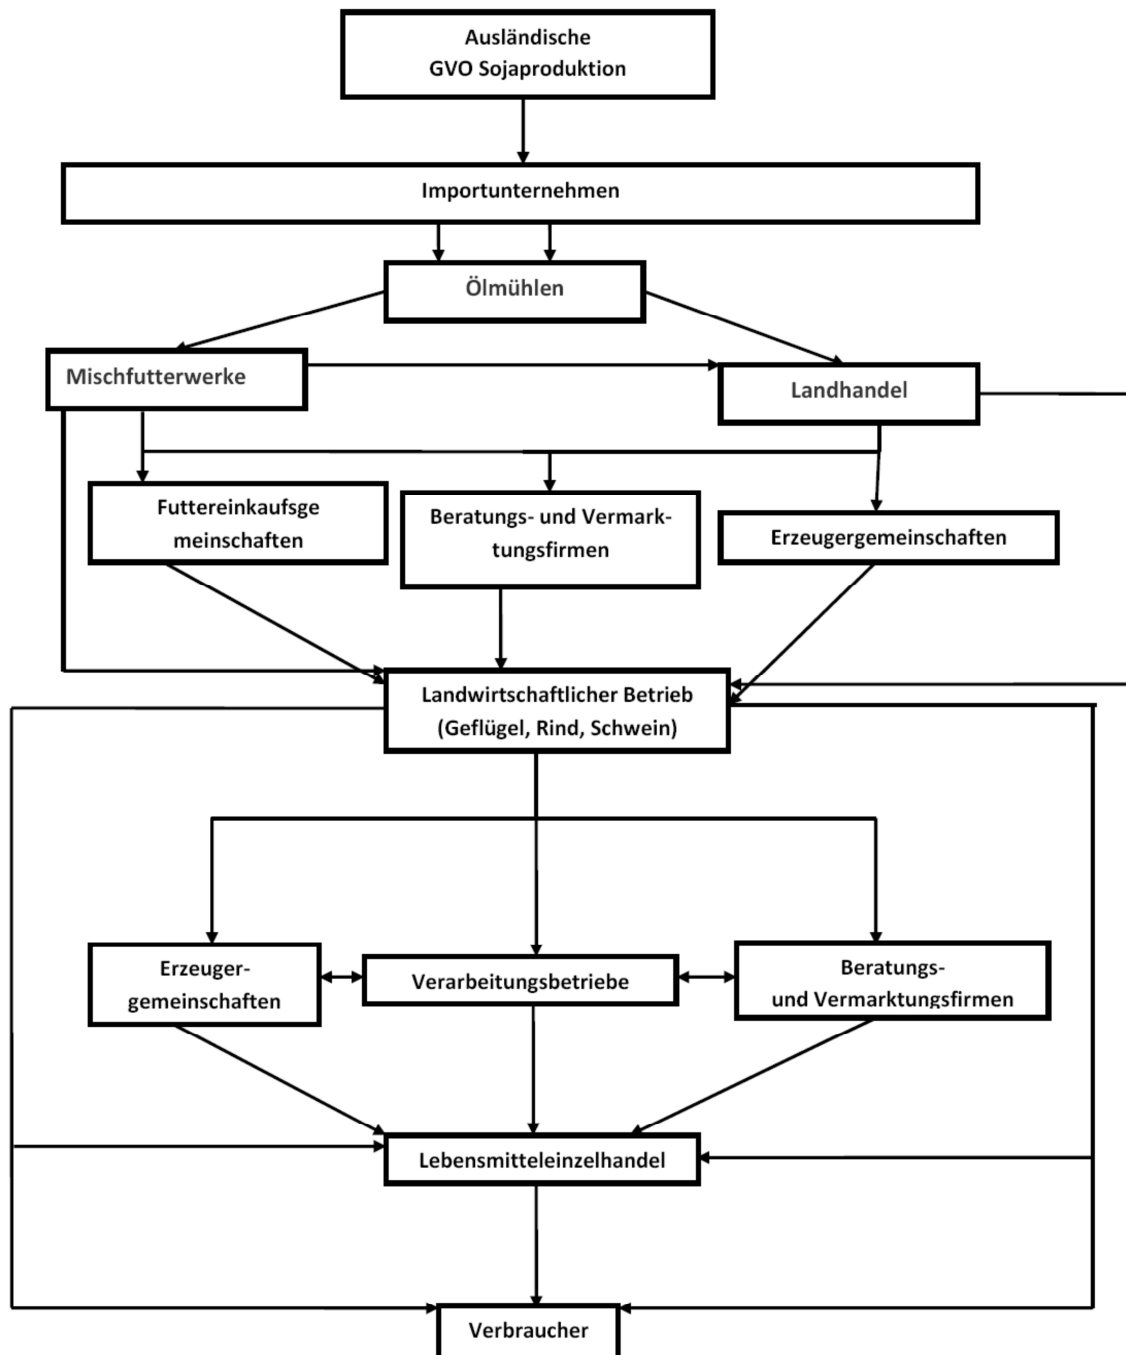 Ausländische
GVO Sojaproduktion
Importunternehmen
Ölmühlen
Mischfutterwerke
Landhandel
Futtereinkaufsge
meinschaften
Beratungs- und Vermark-
tungsfirmen
Erzeugergemeinschaften
Landwirtschaftlicher Betrieb
(Geflügel, Rind, Schwein)
Erzeuger-
gemeinschaften
Verarbeitungsbetriebe
Beratungs-
und Vermarktungsfirmen
Lebensmitteleinzelhandel
Verbraucher